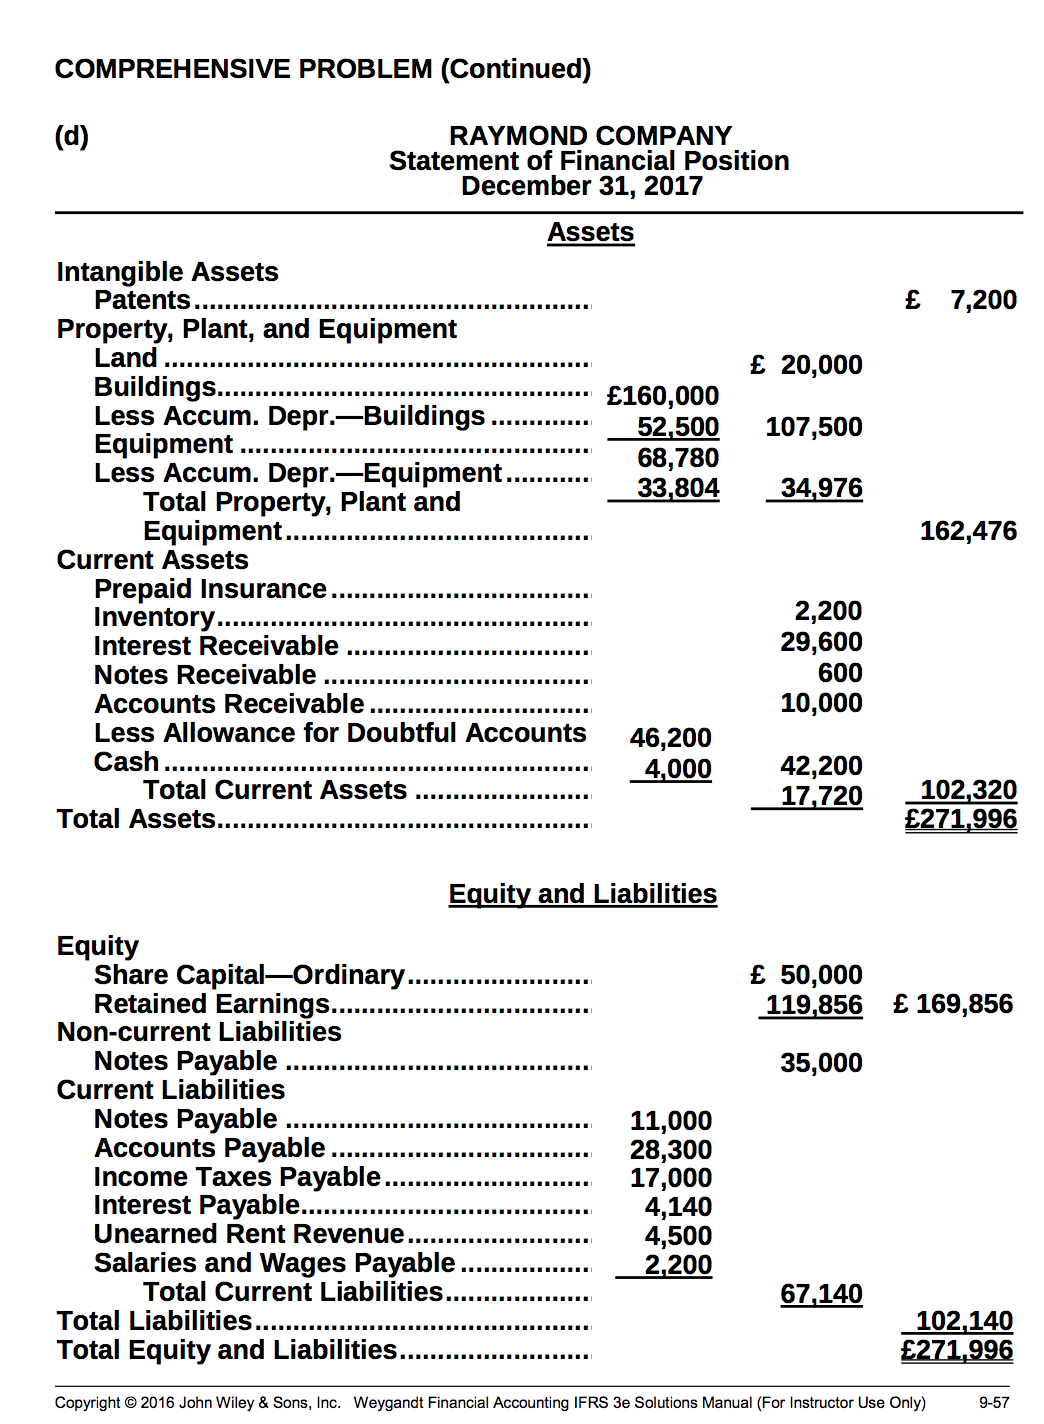 COMPREHENSIVE PROBLEM (Continued)
(d)
RAYMOND COMPANY
Statement of Financial Position
December 31, 2017
Assets
Intangible Assets
Patents.................................................... £ 7,200
Property, Plant, and Equipment
Land ........................................................ £ 20,000
Buildings................................................. £160,000
Less Accum. Depr.—Buildings ............. 52,500 107,500
Equipment .............................................. 68,780
Less Accum. Depr.—Equipment........... 33,804 34,976
Total Property, Plant and
Equipment........................................ 162,476
Current Assets
Prepaid Insurance.................................. 2,200
Inventory................................................. 29,600
Interest Receivable ................................ 600
Notes Receivable ................................... 10,000
Accounts Receivable............................. 46,200
Less Allowance for Doubtful Accounts 4,000 42,200
Cash........................................................ 17,720
Total Current Assets ....................... 102,320
Total Assets................................................. £271,996
Equity and Liabilities
Equity
Share Capital—Ordinary........................ £ 50,000
Retained Earnings.................................. 119,856 £ 169,856
Non-current Liabilities
Notes Payable ........................................ 35,000
Current Liabilities
Notes Payable ........................................ 11,000
Accounts Payable .................................. 28,300
Income Taxes Payable........................... 17,000
Interest Payable...................................... 4,140
Unearned Rent Revenue........................ 4,500
Salaries and Wages Payable................. 2,200
Total Current Liabilities................... 67,140
Total Liabilities............................................ 102,140
Total Equity and Liabilities......................... £271,996
Copyright © 2016 John Wiley & Sons, Inc. Weygandt Financial Accounting IFRS 3e Solutions Manual (For Instructor Use Only) 9-57